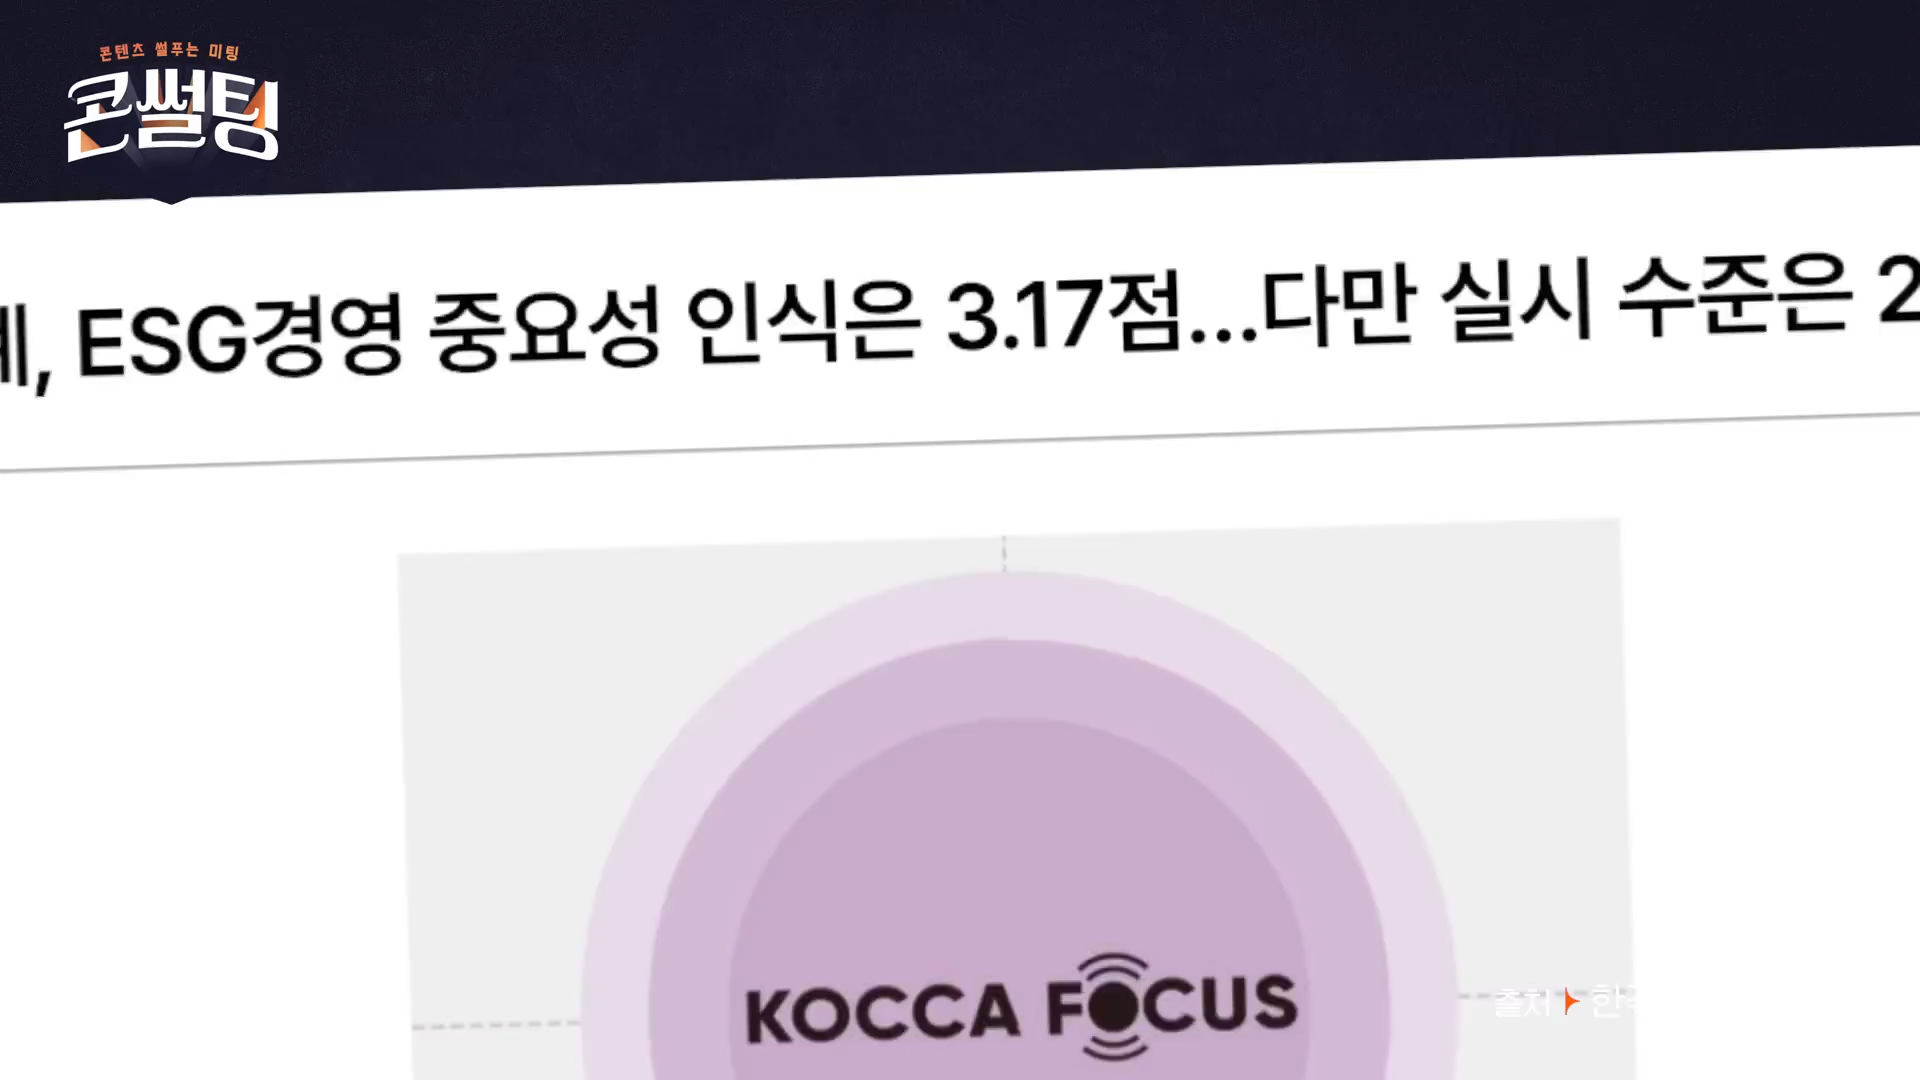 콘텐츠 썰푸는 미팅
콘썰팅
ESG경영 중요성 인식은 3.17점...다만 실시 수준은 2
KOCCA FOCUS
출처